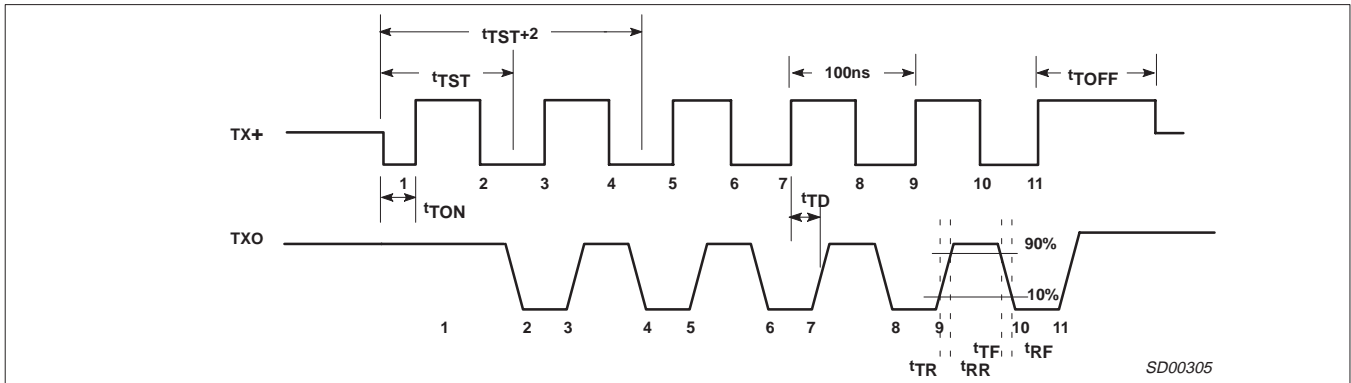 tTST+2
tTST
100ns
tTOFF
TX+
1 2 3 4 5 6 7 8 9 10 11
tTON
tTD
TXO
90%
10%
1 2 3 4 5 6 7 8 9 10 11
tTR tRR tTF tRF
SD00305